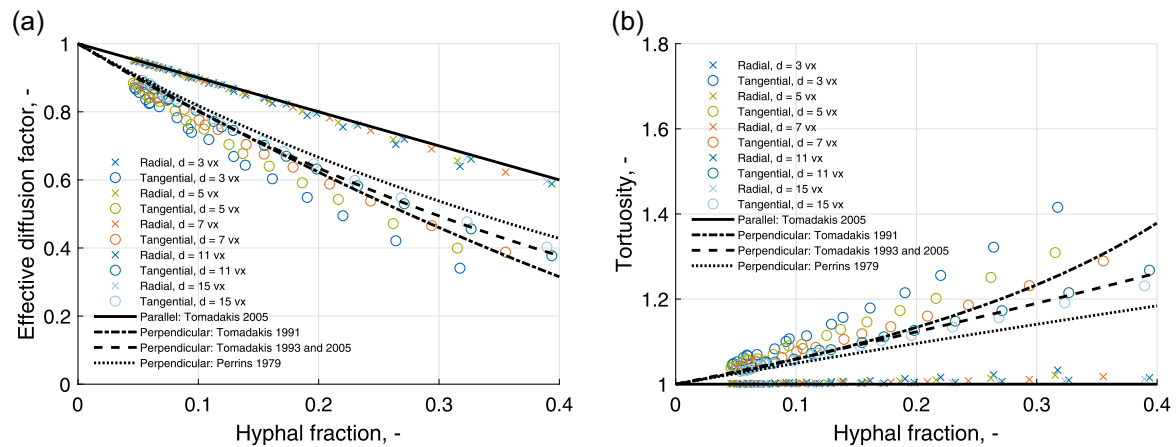 (a)
Effective diffusion factor, -
1
0.8
0.6
0.4
0.2
0
Radial, d = 3 vx
Tangential, d = 3 vx
Radial, d = 5 vx
Tangential, d = 5 vx
Radial, d = 7 vx
Tangential, d = 7 vx
Radial, d = 11 vx
Tangential, d = 11 vx
Radial, d = 15 vx
Tangential, d = 15 vx
Parallel: Tomadakis 2005
Perpendicular: Tomadakis 1991
Perpendicular: Tomadakis 1993 and 2005
Perpendicular: Perrins 1979
0 0.1 0.2 0.3 0.4
Hyphal fraction, -
(b)
Tortuosity, -
1.8
1.6
1.4
1.2
1
Radial, d = 3 vx
Tangential, d = 3 vx
Radial, d = 5 vx
Tangential, d = 5 vx
Radial, d = 7 vx
Tangential, d = 7 vx
Radial, d = 11 vx
Tangential, d = 11 vx
Radial, d = 15 vx
Tangential, d = 15 vx
Parallel: Tomadakis 2005
Perpendicular: Tomadakis 1991
Perpendicular: Tomadakis 1993 and 2005
Perpendicular: Perrins 1979
0 0.1 0.2 0.3 0.4
Hyphal fraction, -